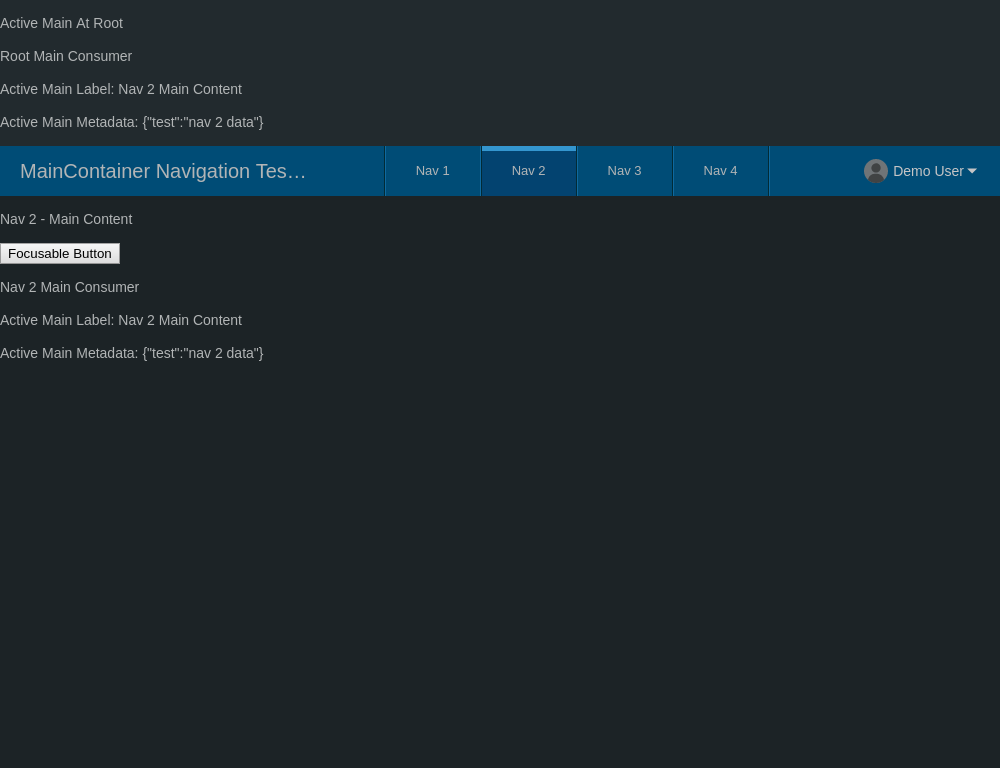 Active Main At Root
Root Main Consumer
Active Main Label: Nav 2 Main Content
Active Main Metadata: {"test":"nav 2 data"}
MainContainer Navigation Tes… Nav 1 Nav 2 Nav 3 Nav 4 Demo User
Nav 2 - Main Content
Focusable Button
Nav 2 Main Consumer
Active Main Label: Nav 2 Main Content
Active Main Metadata: {"test":"nav 2 data"}